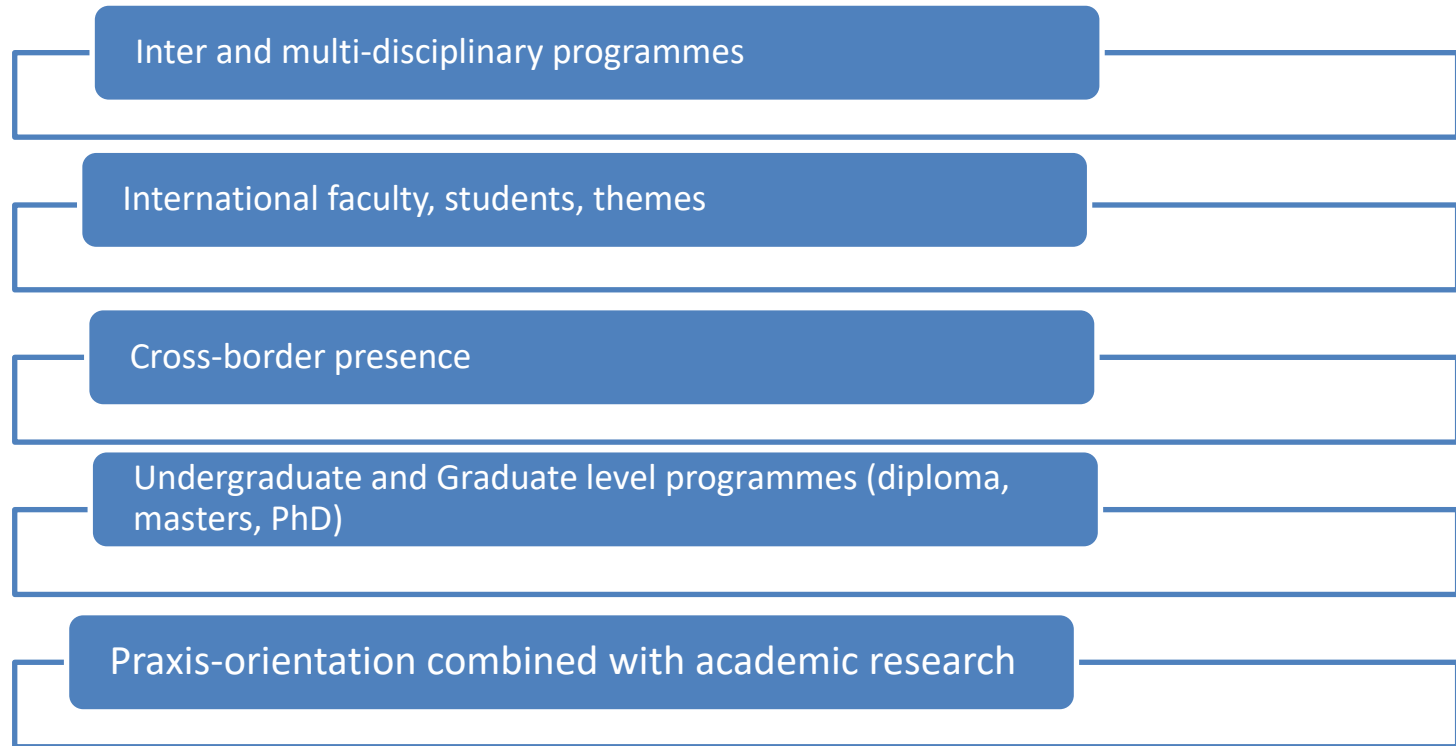 Inter and multi-disciplinary programmes
International faculty, students, themes
Cross-border presence
Undergraduate and Graduate level programmes (diploma,
masters, PhD)
Praxis-orientation combined with academic research